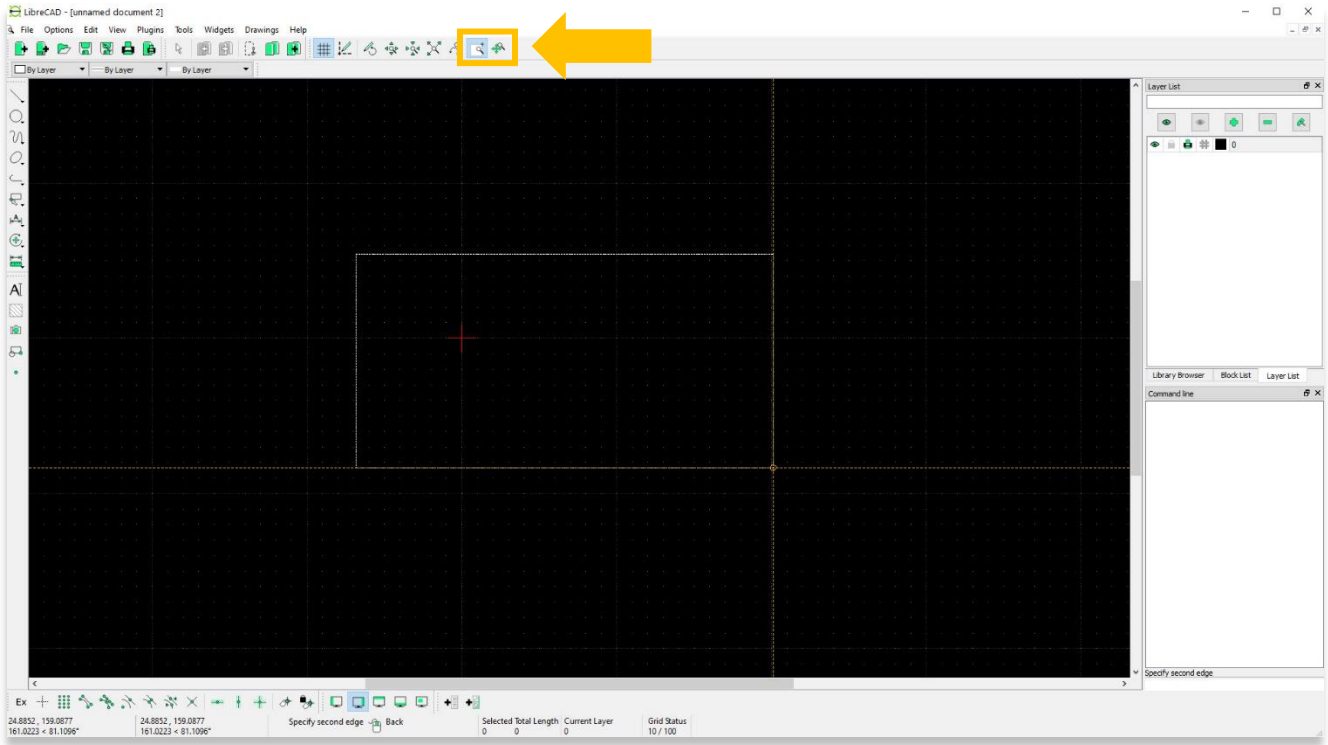 LibreCAD - [unnamed document 2]
File Options Edit View Plugins Tools Widgets Drawings Help
By Layer By Layer By Layer
Layer List
0
Library Browser Block List Layer List
Command line
Specify second edge
Ex
24.8852 , 159.0877 24.8852 , 159.0877 Specify second edge Back Selected Total Length Current Layer Grid Status
161.0223 < 81.1096° 161.0223 < 81.1096° 0 0 0 10 / 100